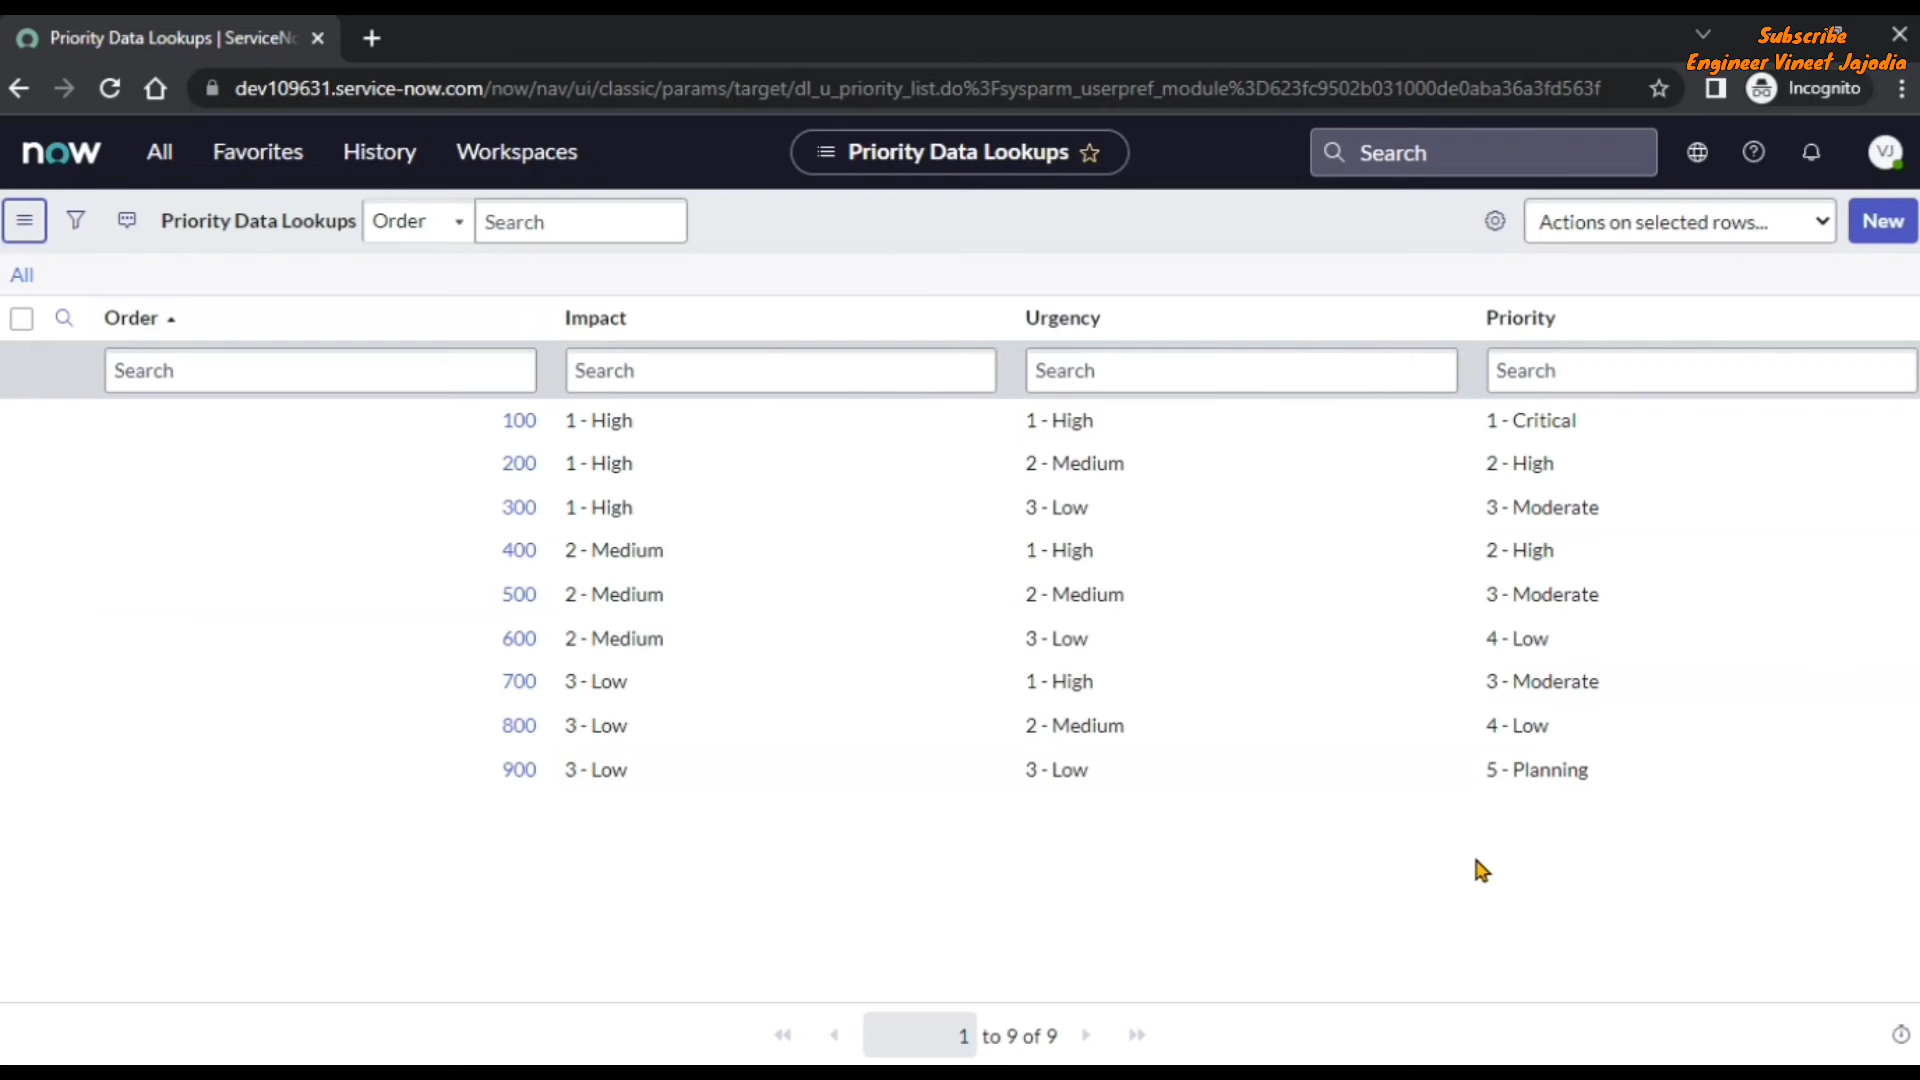 Priority Data Lookups | ServiceNo
Subscribe
Engineer Vineet Jajodia
dev109631.service-now.com/now/nav/ui/classic/params/target/dl_u_priority_list.do%3Fsysparm_userpref_module%3D623fc9502b031000de0aba36a3fd563f
Incognito
now All Favorites History Workspaces Priority Data Lookups Search VJ
Priority Data Lookups Order Search Actions on selected rows... New
All
Order Impact Urgency Priority
Search Search Search Search
100 1 - High 1 - High 1 - Critical
200 1 - High 2 - Medium 2 - High
300 1 - High 3 - Low 3 - Moderate
400 2 - Medium 1 - High 2 - High
500 2 - Medium 2 - Medium 3 - Moderate
600 2 - Medium 3 - Low 4 - Low
700 3 - Low 1 - High 3 - Moderate
800 3 - Low 2 - Medium 4 - Low
900 3 - Low 3 - Low 5 - Planning
1 to 9 of 9